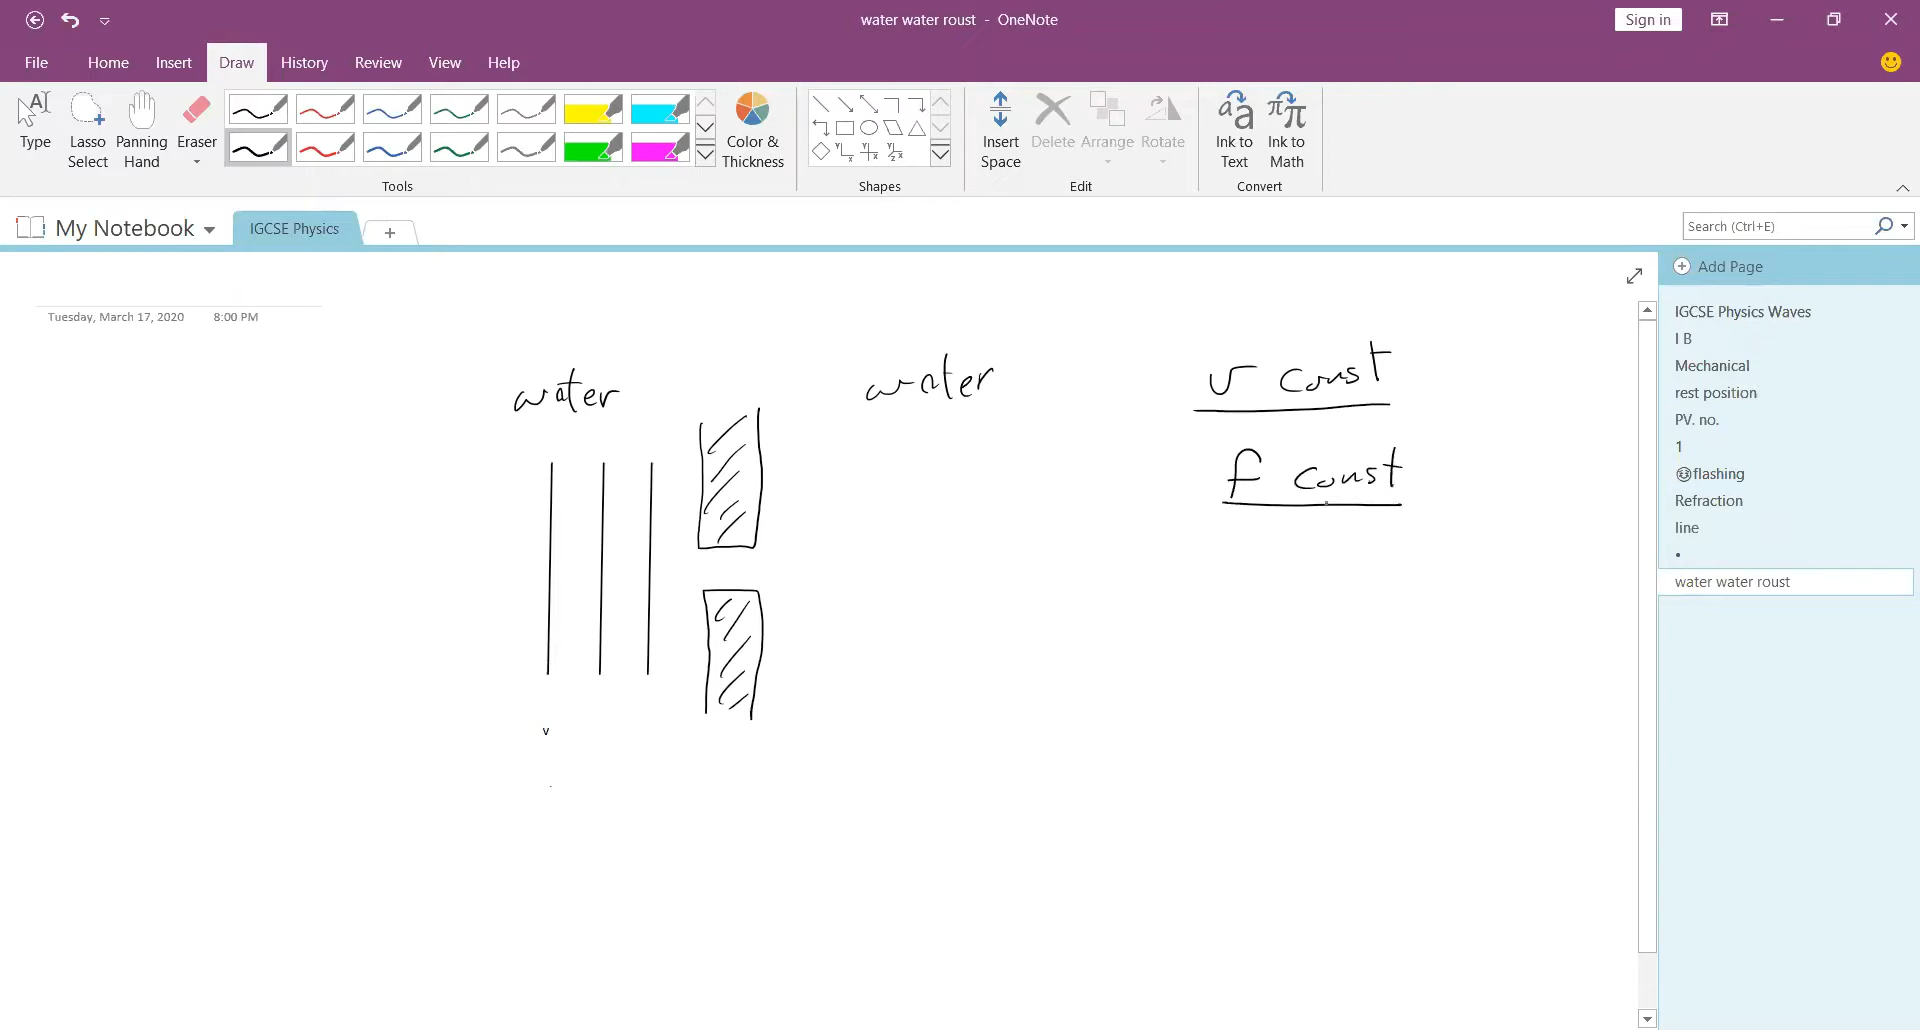 water water roust - OneNote
Sign in
File Home Insert Draw History Review View Help
Type
Lasso Select
Panning Hand
Eraser
Color & Thickness
Insert Space
Delete
Arrange
Rotate
Ink to Text
Ink to Math
Tools
Shapes
Edit
Convert
My Notebook
IGCSE Physics
Search (Ctrl+E)
Add Page
Tuesday, March 17, 2020 8:00 PM
IGCSE Physics Waves
I B
Mechanical
rest position
PV. no.
1
flashing
Refraction
line
•
water water roust
water
water
v const
f const
v